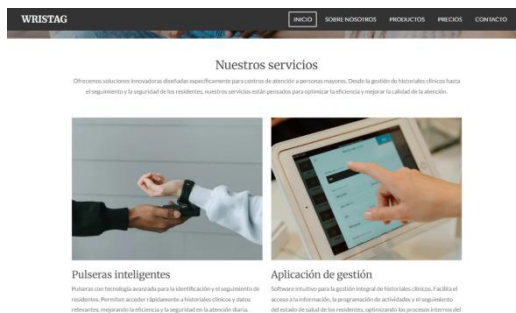 WRISTAG
INICIO SOBRE NOSOTROS PRODUCTOS PRECIOS CONTACTO
Nuestros servicios
Ofrecemos soluciones innovadoras diseñadas específicamente para centros de atención a personas mayores. Desde la gestión de historiales clínicos hasta
el seguimiento y la seguridad de los residentes, nuestros servicios están pensados para optimizar la eficiencia y mejorar la calidad de la atención.
Pulseras inteligentes
Pulseras con tecnología avanzada para la identificación y el seguimiento de
residentes. Permiten acceder rápidamente a historiales clínicos y datos
relevantes, mejorando la eficiencia y la seguridad en la atención diaria.
Aplicación de gestión
Software intuitivo para la gestión integral de historiales clínicos. Facilita el
acceso a la información, la programación de actividades y el seguimiento
del estado de salud de los residentes, optimizando los procesos internos del